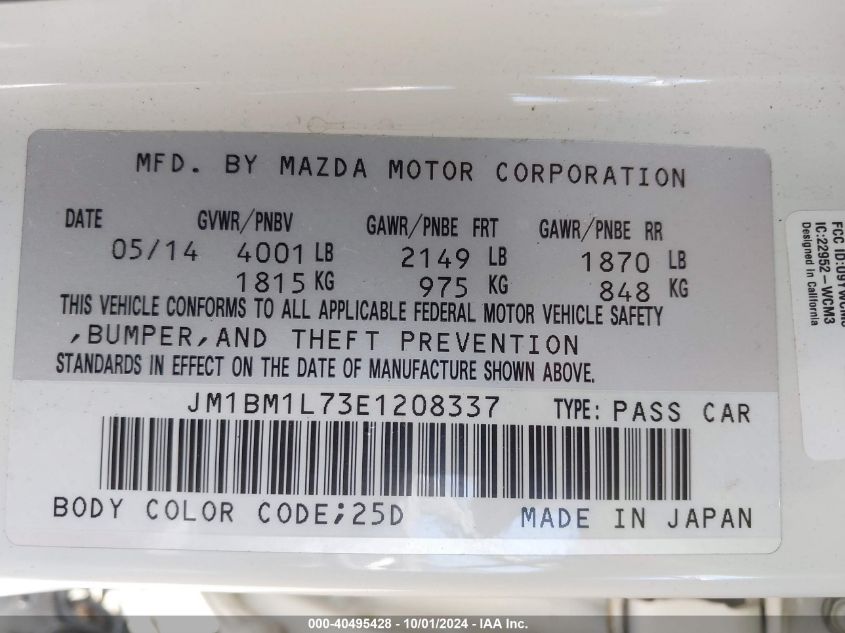 MFD. BY MAZDA MOTOR CORPORATION
DATE GVWR/PNBV GAWR/PNBE FRT GAWR/PNBE RR
05/14 4001 LB 2149 LB 1870 LB
1815 KG 975 KG 848 KG
THIS VEHICLE CONFORMS TO ALL APPLICABLE FEDERAL MOTOR VEHICLE SAFETY
,BUMPER,AND THEFT PREVENTION
STANDARDS IN EFFECT ON THE DATE OF MANUFACTURE SHOWN ABOVE.
JM1BM1L73E1208337 TYPE: PASS CAR
BODY COLOR CODE;25D MADE IN JAPAN
FCC
IC:22952-WCM3
Designed in California
000-40495428 - 10/01/2024 - IAA Inc.